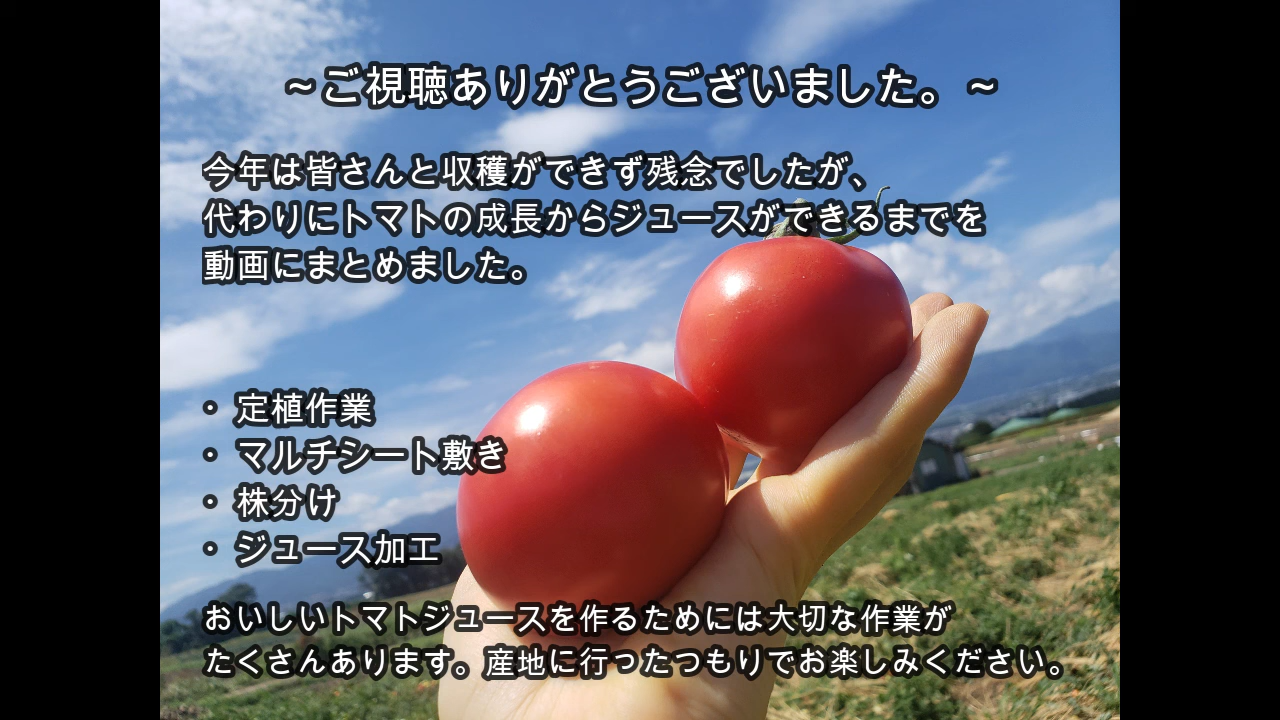 ~ご視聴ありがとうございました。~
今年は皆さんと収穫ができず残念でしたが、
代わりにトマトの成長からジュースができるまでを
動画にまとめました。
・定植作業
・マルチシート敷き
・株分け
・ジュース加工
おいしいトマトジュースを作るためには大切な作業が
たくさんあります。産地に行ったつもりでお楽しみください。